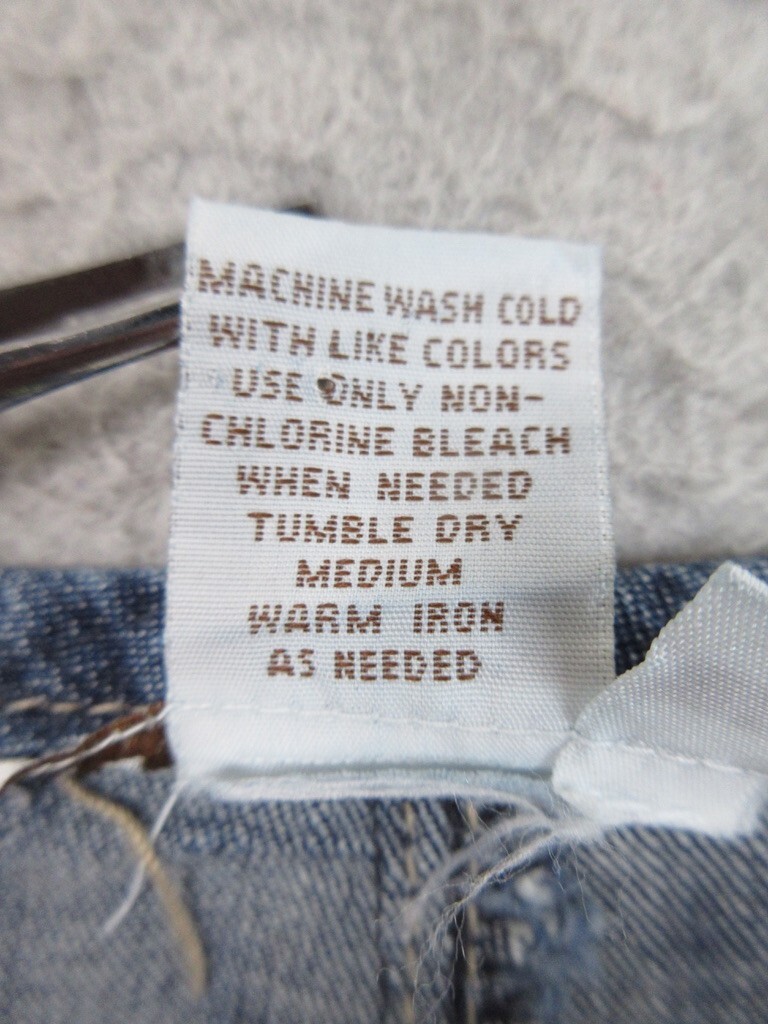 MACHINE WASH COLD
WITH LIKE COLORS
USE ONLY NON-
CHLORINE BLEACH
WHEN NEEDED
TUMBLE DRY
MEDIUM
WARM IRON
AS NEEDED